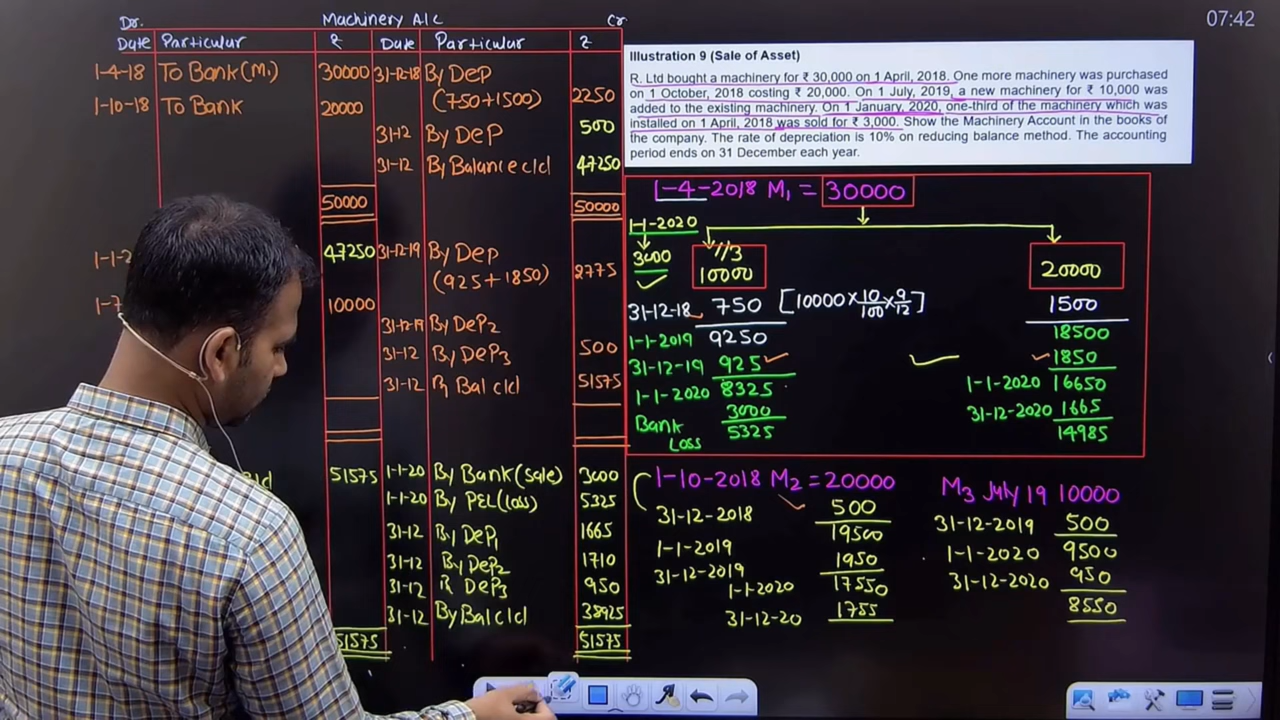 07:42
Dr. Machinery A/c Cr
Date Particular ₹ Date Particular ₹
1-4-18 To Bank(M₁) 30000 31-12-18 By Dep
(750+1500) 2250
1-10-18 To Bank 20000
31-12 By Dep 500
31-12 By Balance c/d 47250
50000 50000
1-1- 47250 31-12-19 By Dep
(925+1850) 2775
1-7 10000
31-12-19 By Dep2
31-12 By Dep3 500
31-12 By Bal c/d 51575
51575 1-1-20 By Bank(sale) 3000
1-1-20 By P&L(loss) 5325
31-12 By Dep1 1665
31-12 By Dep2 1710
31-12 By Dep3 950
31-12 By Bal c/d 38925
51575 51575
Illustration 9 (Sale of Asset)
R. Ltd bought a machinery for ₹ 30,000 on 1 April, 2018. One more machinery was purchased
on 1 October, 2018 costing ₹ 20,000. On 1 July, 2019, a new machinery for ₹ 10,000 was
added to the existing machinery. On 1 January, 2020, one-third of the machinery which was
installed on 1 April, 2018 was sold for ₹ 3,000. Show the Machinery Account in the books of
the company. The rate of depreciation is 10% on reducing balance method. The accounting
period ends on 31 December each year.
1-4-2018 M₁ = 30000
1-1-2020
3000
1/3
10000
20000
31-12-18 750 [10000×10/100×9/12] 1500
1-1-2019 9250 18500
31-12-19 925 1850
1-1-2020 8325 1-1-2020 16650
Bank 3000 31-12-2020 1665
Loss 5325 14985
1-10-2018 M2 = 20000
31-12-2018 500
19500
1-1-2019
31-12-2019 1950
1-1-2020 17550
31-12-20 1755
M3 July 19 10000
31-12-2019 500
1-1-2020 9500
31-12-2020 950
8550